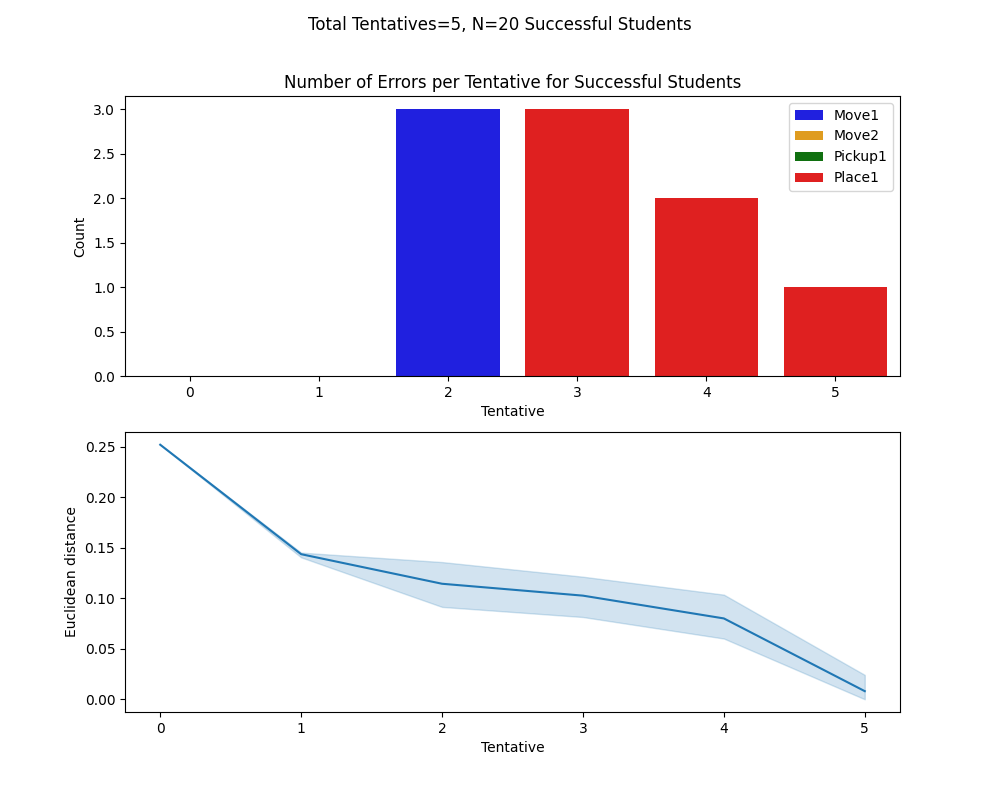 Total Tentatives=5, N=20 Successful Students
Number of Errors per Tentative for Successful Students
3.0
2.5
2.0
1.5
1.0
0.5
0.0
Count
Move1
Move2
Pickup1
Place1
0 1 2 3 4 5
Tentative
0.25
0.20
0.15
0.10
0.05
0.00
Euclidean distance
0 1 2 3 4 5
Tentative